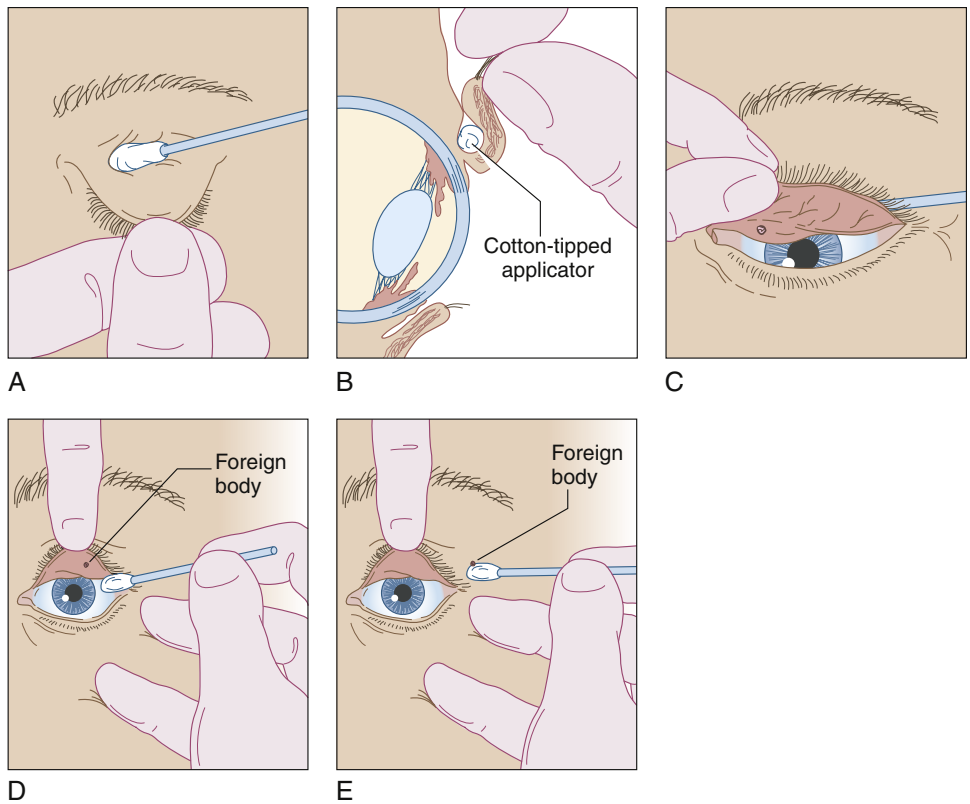 Cotton-tipped
applicator
A
B
C
Foreign
body
Foreign
body
D
E